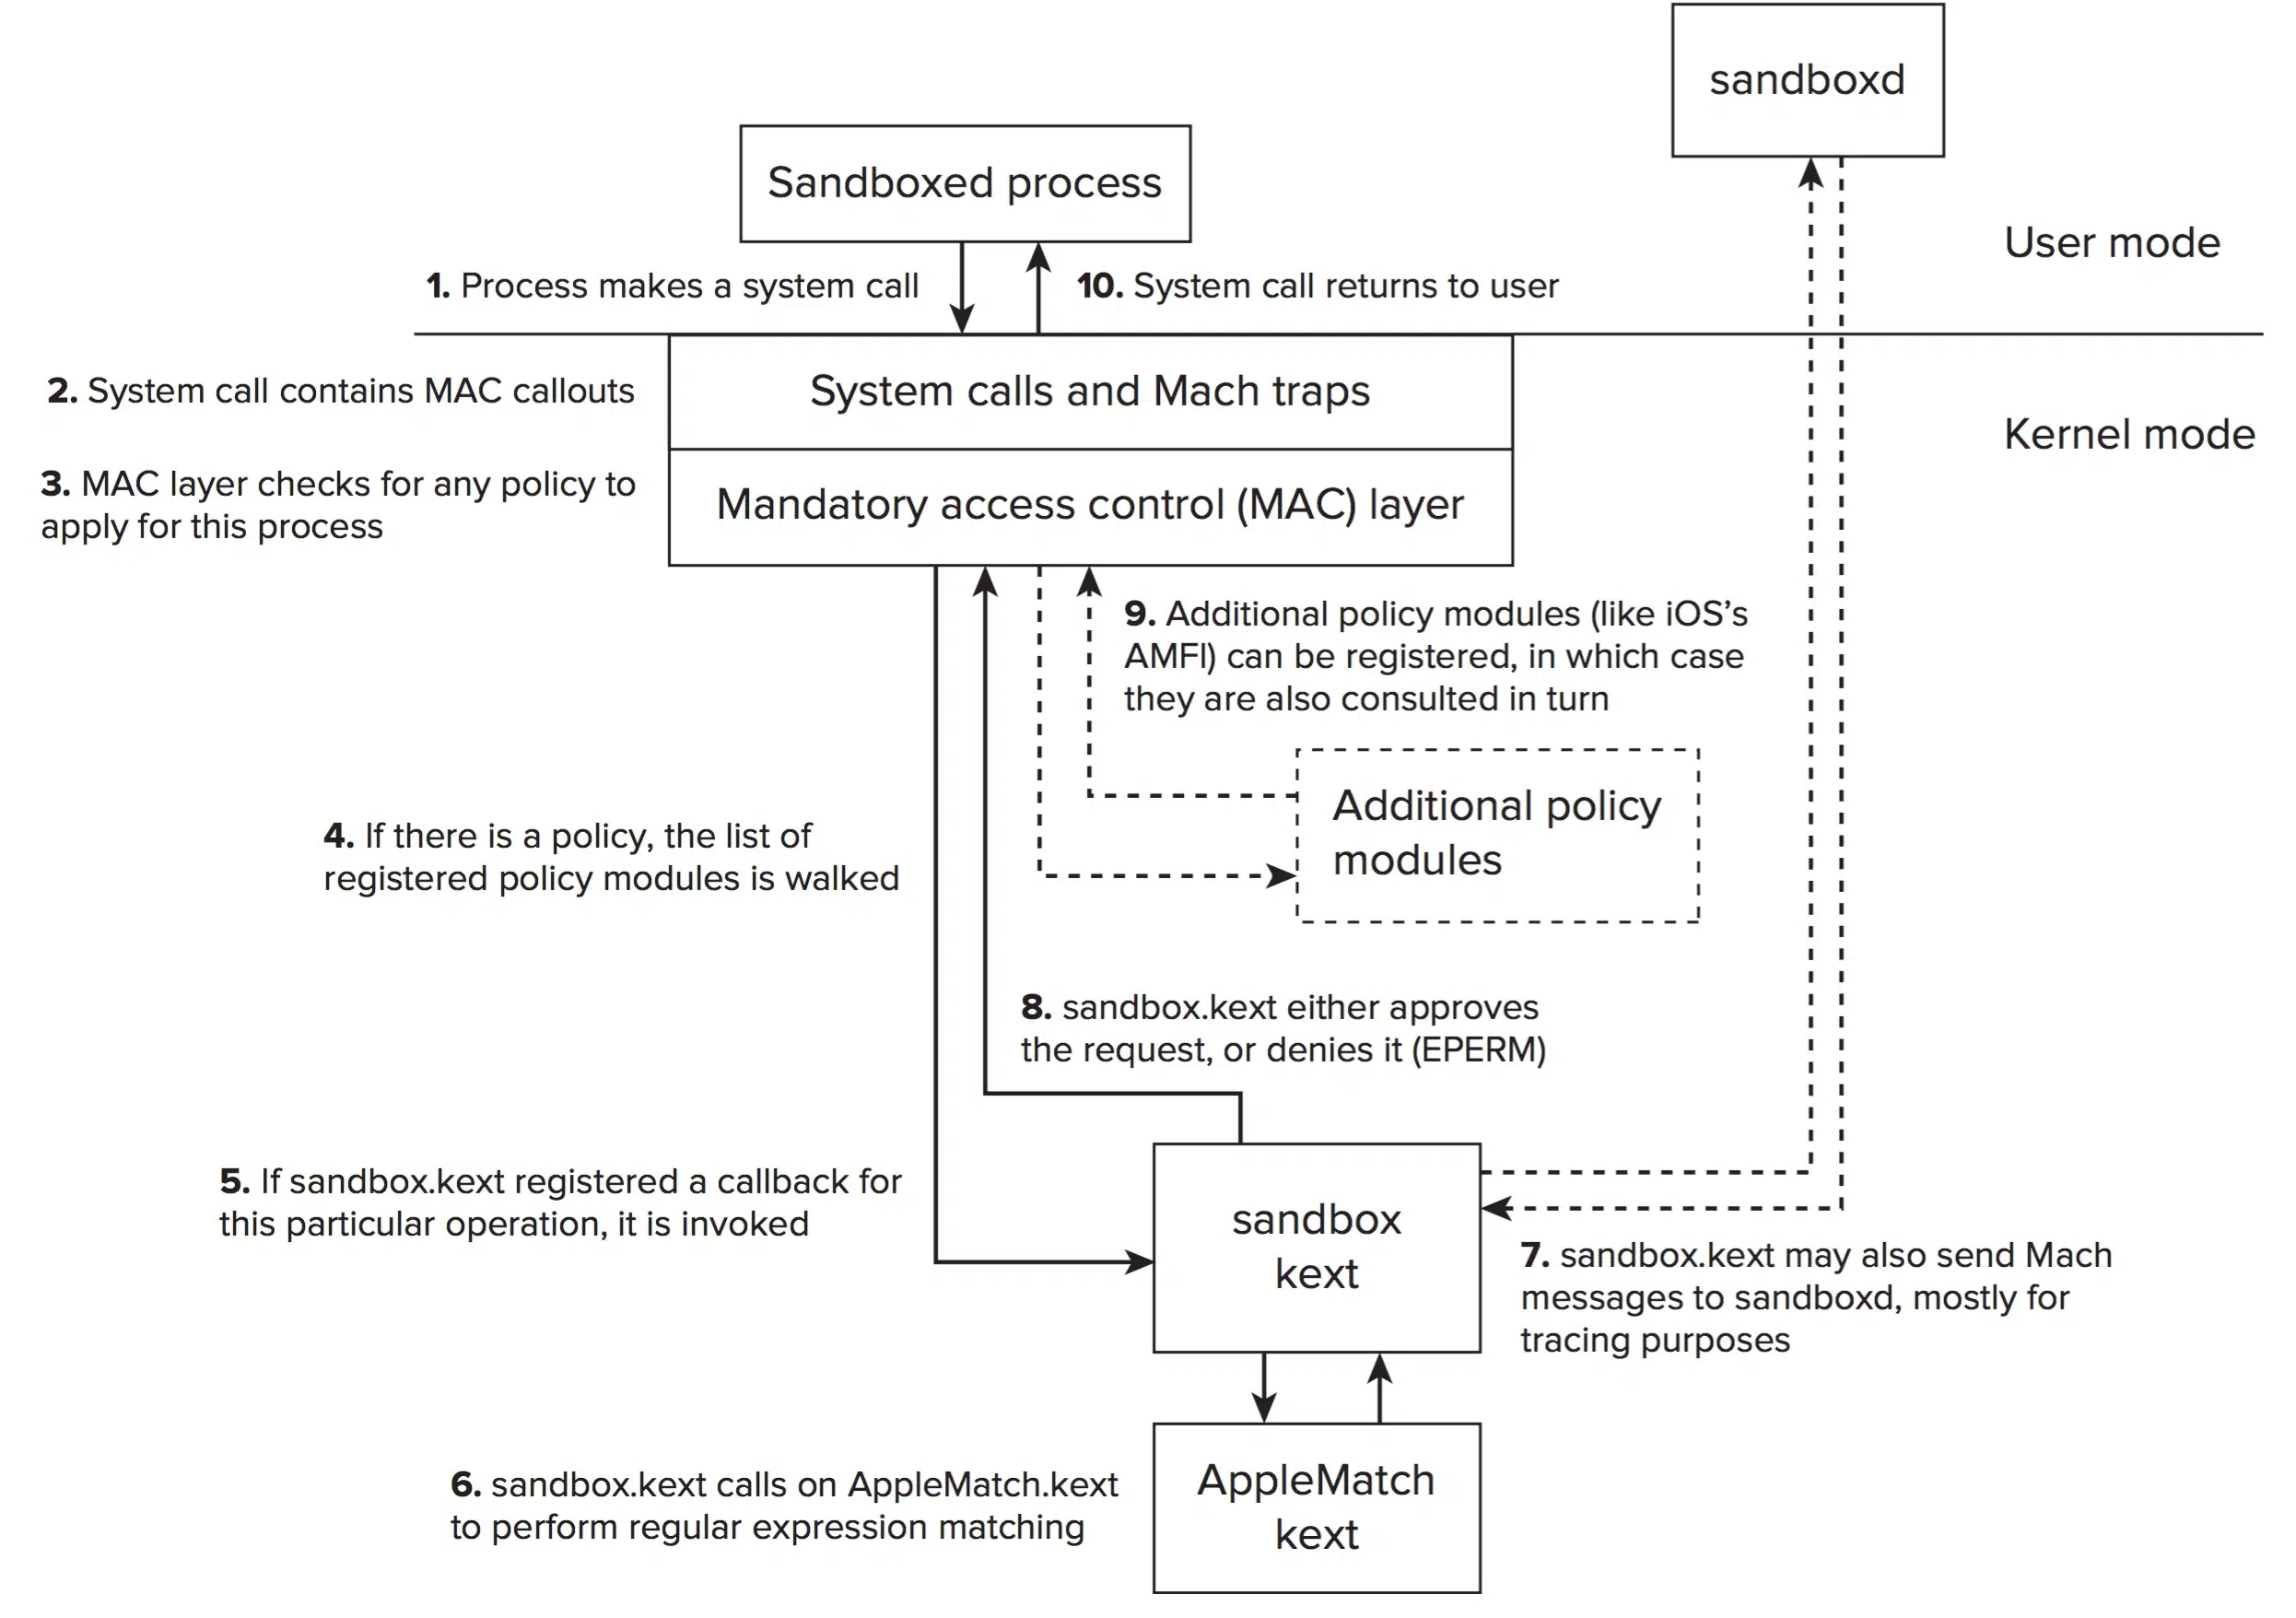 sandboxd
Sandboxed process
User mode
1. Process makes a system call
10. System call returns to user
2. System call contains MAC callouts
System calls and Mach traps
Kernel mode
3. MAC layer checks for any policy to
apply for this process
Mandatory access control (MAC) layer
9. Additional policy modules (like iOS’s
AMFI) can be registered, in which case
they are also consulted in turn
Additional policy
modules
4. If there is a policy, the list of
registered policy modules is walked
8. sandbox.kext either approves
the request, or denies it (EPERM)
5. If sandbox.kext registered a callback for
this particular operation, it is invoked
sandbox
kext
7. sandbox.kext may also send Mach
messages to sandboxd, mostly for
tracing purposes
6. sandbox.kext calls on AppleMatch.kext
to perform regular expression matching
AppleMatch
kext